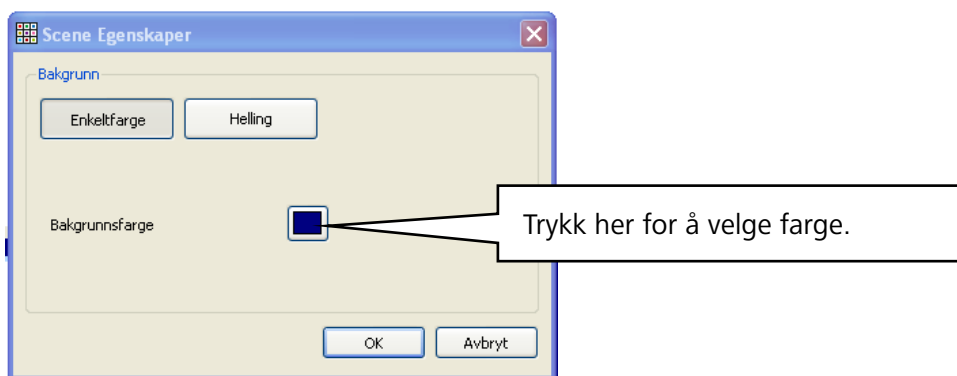 Scene Egenskaper
Bakgrunn
Enkeltfarge Helling
Bakgrunnsfarge
Trykk her for å velge farge.
OK Avbryt